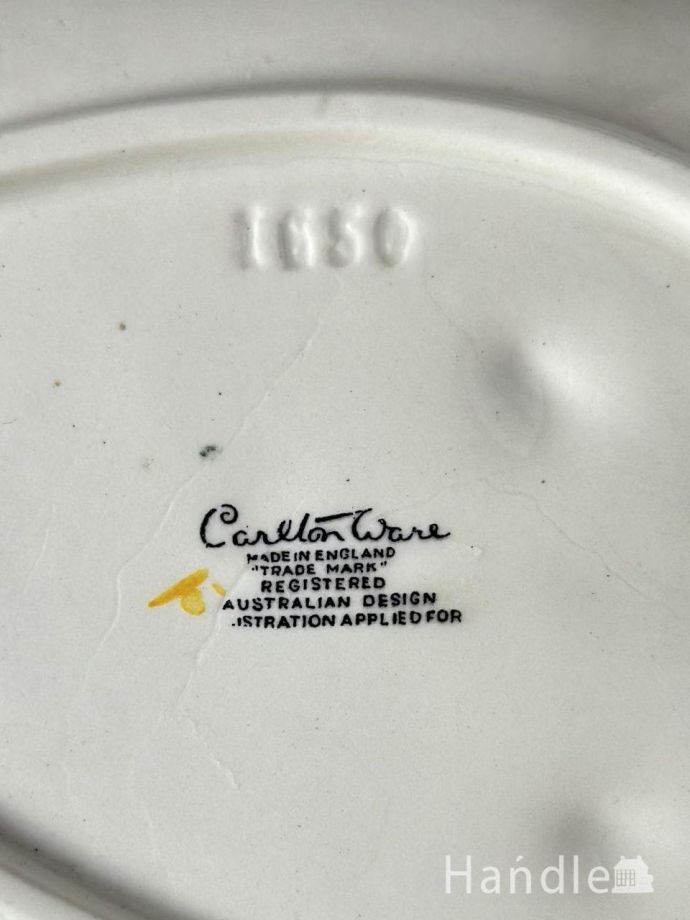 1650
Carlton Ware
MADE IN ENGLAND
"TRADE MARK"
REGISTERED
AUSTRALIAN DESIGN
ISTRATION APPLIED FOR
Handle